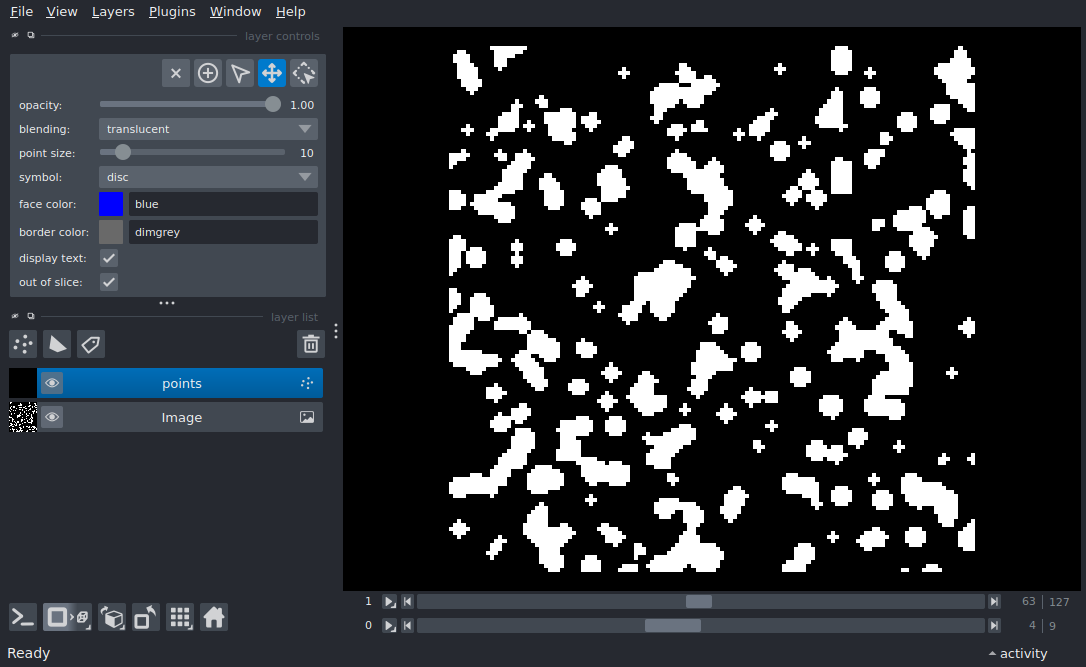 File View Layers Plugins Window Help
layer controls
opacity: 1.00
blending: translucent
point size: 10
symbol: disc
face color: blue
border color: dimgrey
display text:
out of slice:
layer list
points
Image
1 63 | 127
0 4 | 9
Ready activity